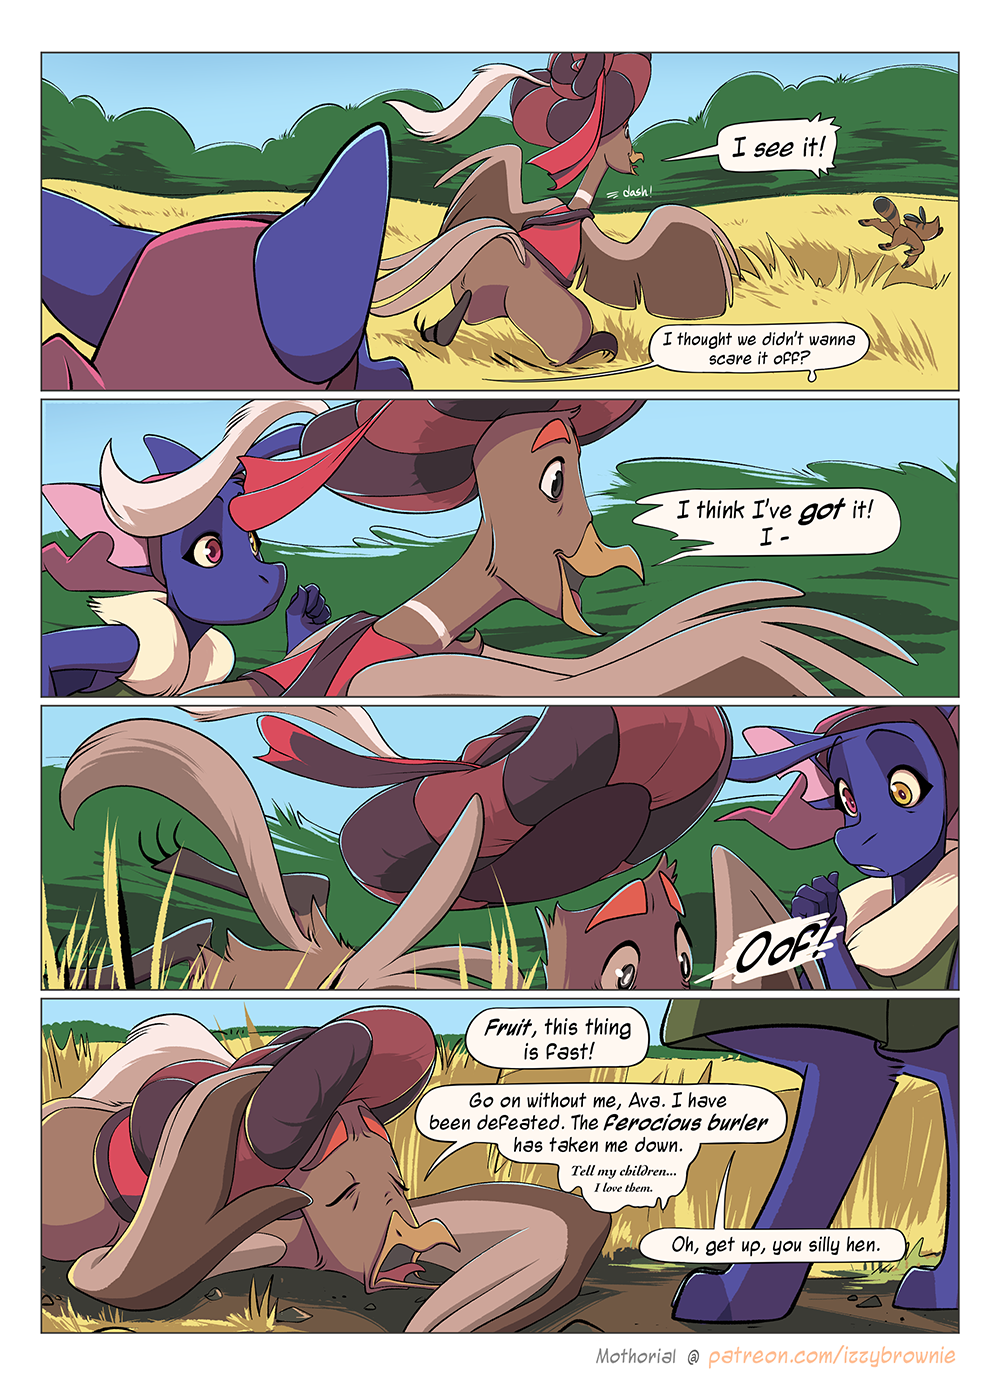 I see it!
dash!
I thought we didn't wanna
scare it off?
I think I've got it!
I -
Oof!
Fruit, this thing
is fast!
Go on without me, Ava. I have
been defeated. The ferocious burler
has taken me down.
Tell my children...
I love them.
Oh, get up, you silly hen.
Mothorial @ patreon.com/izzybrownie